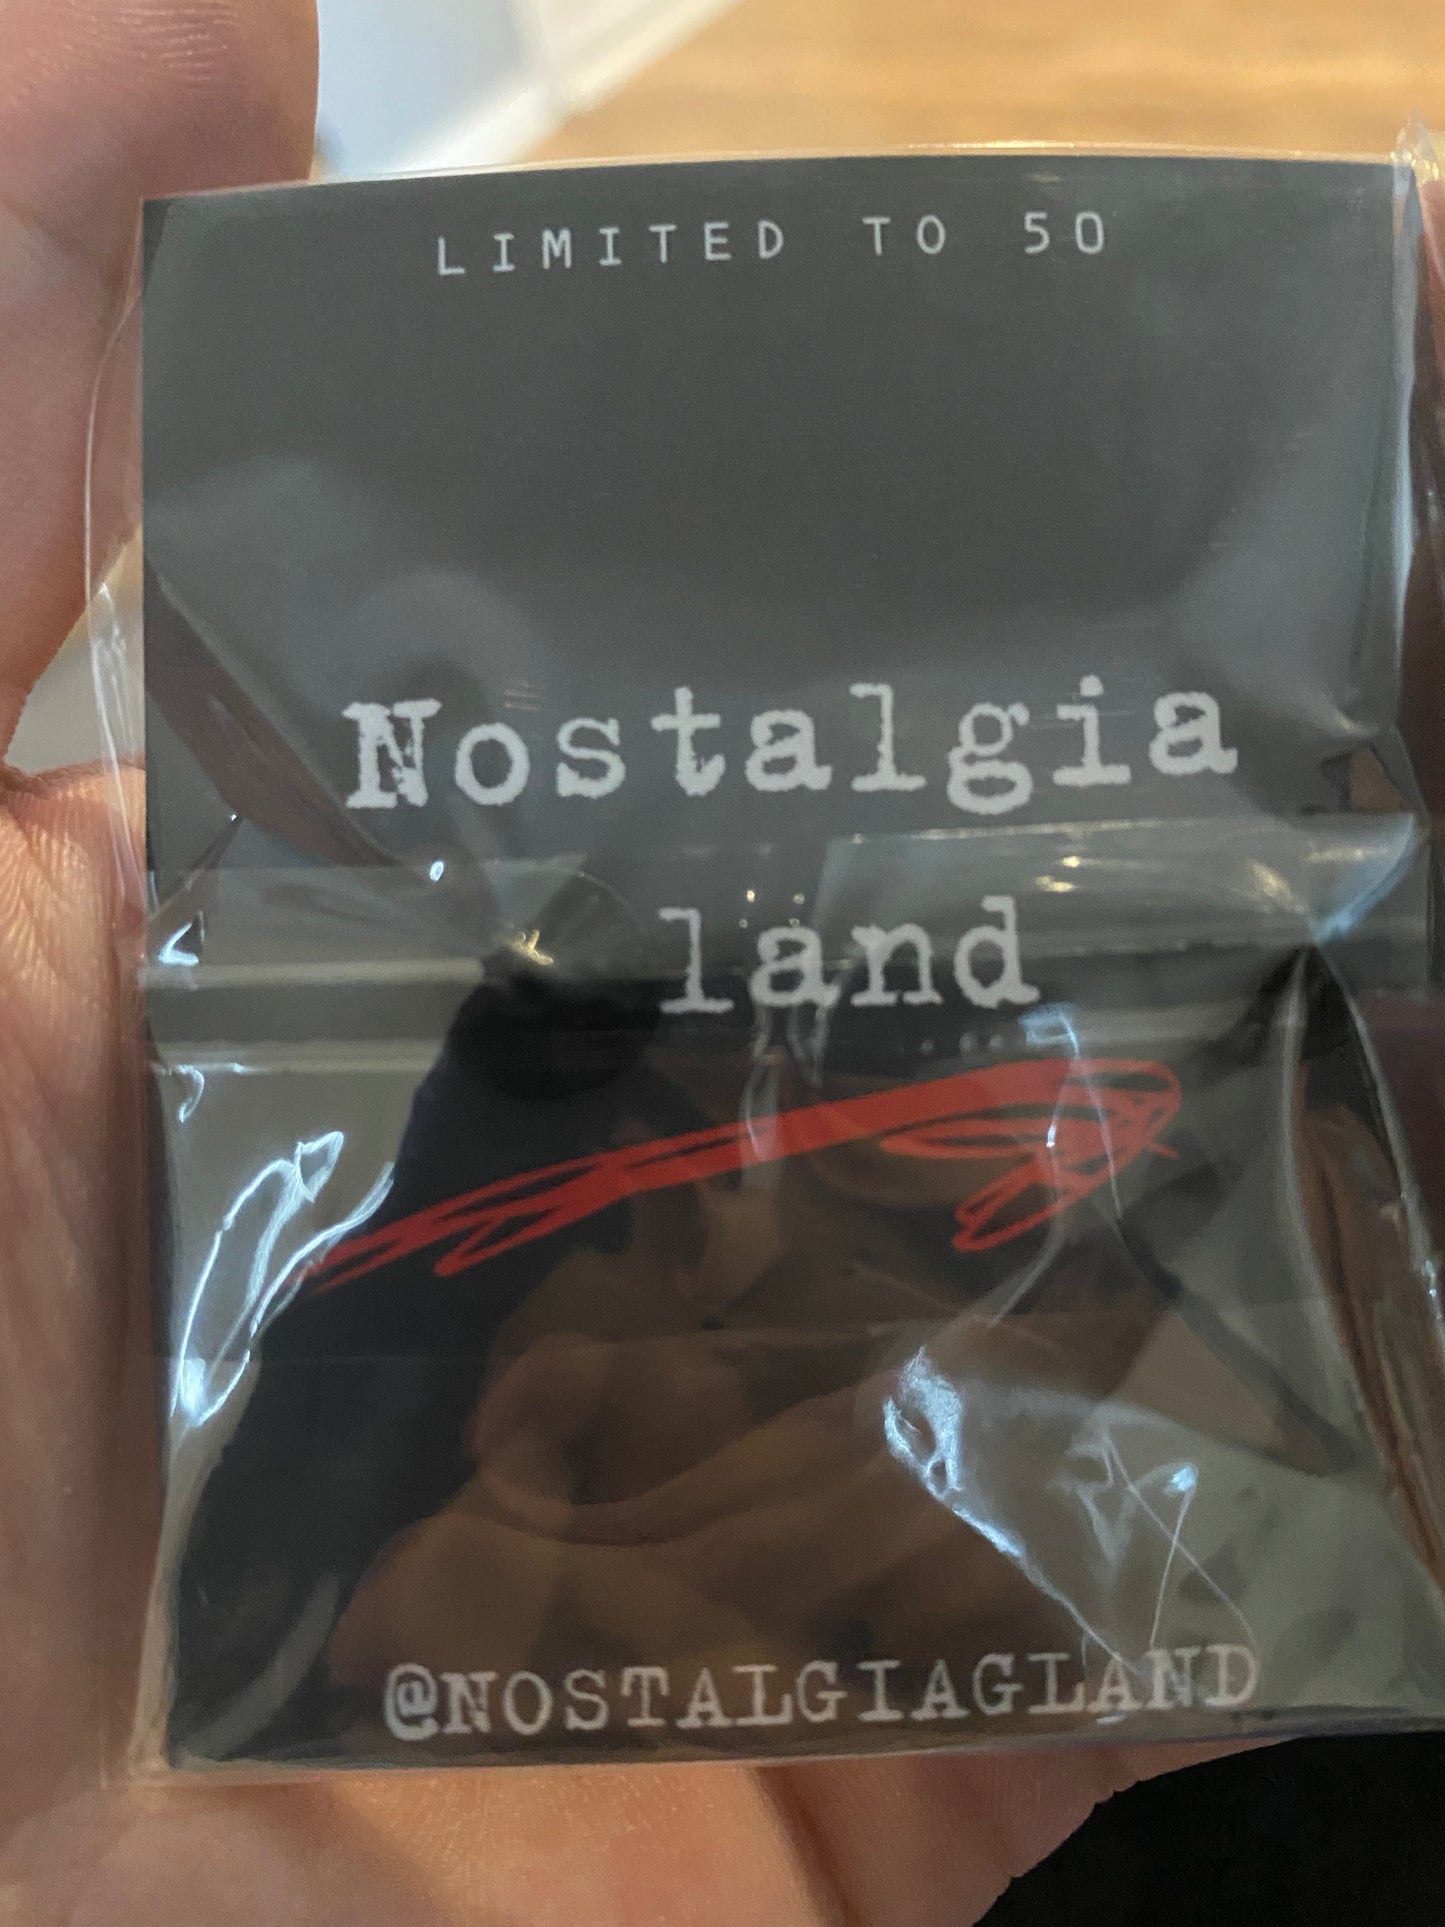 LIMITED TO 50
Nostalgia
land
@NOSTALGIAGLAND